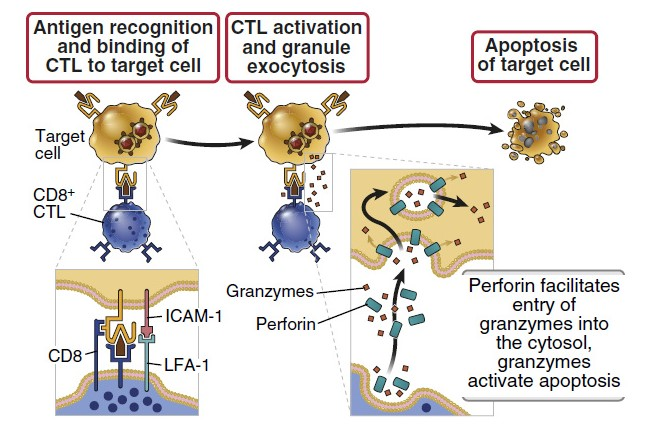 Antigen recognition
and binding of
CTL to target cell
CTL activation
and granule
exocytosis
Apoptosis
of target cell
Target
cell
CD8+
CTL
ICAM-1
CD8
LFA-1
Granzymes
Perforin
Perforin facilitates
entry of
granzymes into
the cytosol,
granzymes
activate apoptosis